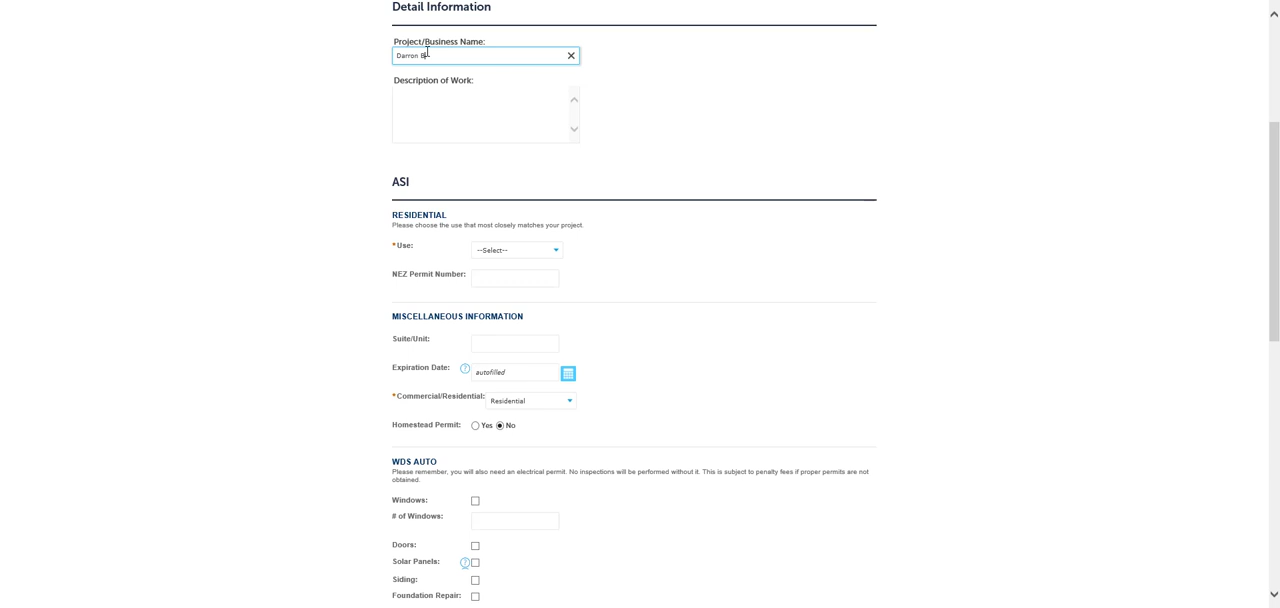 Detail Information
Project/Business Name:
Darron B
Description of Work:
ASI
RESIDENTIAL
Please choose the use that most closely matches your project.
*Use: --Select--
NEZ Permit Number:
MISCELLANEOUS INFORMATION
Suite/Unit:
Expiration Date: ? autofilled
*Commercial/Residential: Residential
Homestead Permit: Yes No
WDS AUTO
Please remember, you will also need an electrical permit. No inspections will be performed without it. This is subject to penalty fees if proper permits are not
obtained.
Windows:
# of Windows:
Doors:
Solar Panels: ?
Siding:
Foundation Repair: